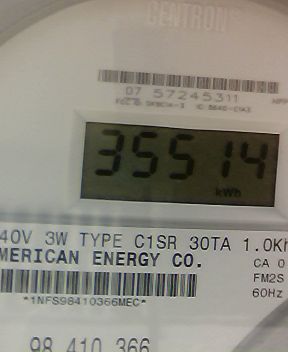 CENTRON
07 57245311
35514
kWh
40V 3W TYPE C1SR 30TA 1.0Kh
MERICAN ENERGY CO.
CA 0
FM2S
60Hz
*1NFS98410366MEC*
98 410 366